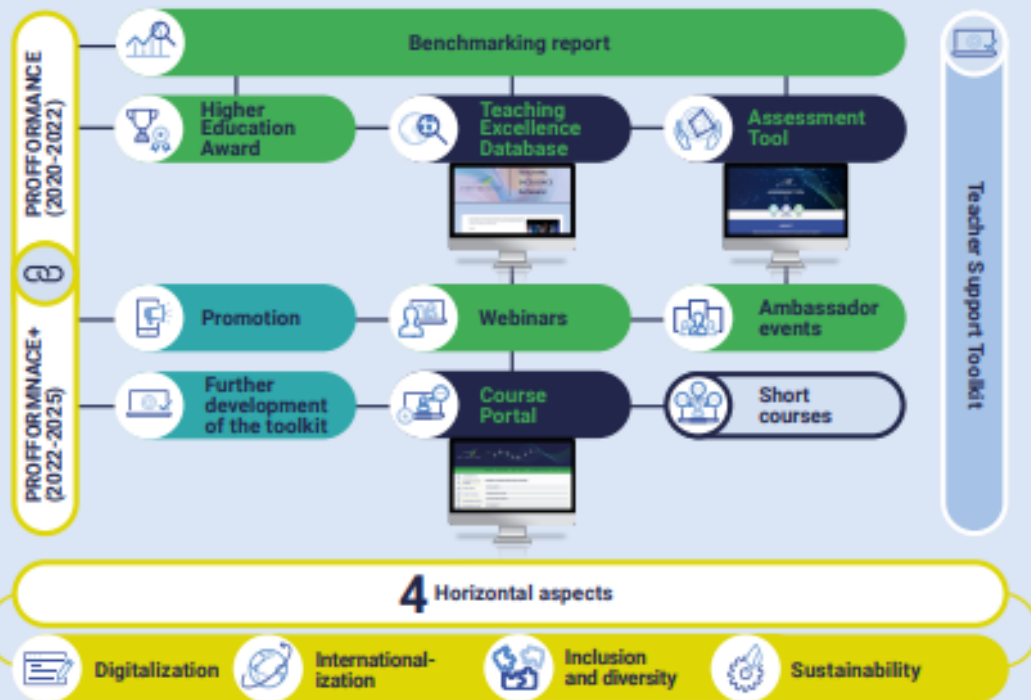 PROFFORMANCE
(2020-2022)
Benchmarking report
Higher
Education
Award
Teaching
Excellence
Database
Assessment
Tool
PROFFORMNACE+
(2022-2025)
Promotion
Webinars
Ambassador
events
Further
development
of the toolkit
Course
Portal
Short
courses
Teacher Support Toolkit
4 Horizontal aspects
Digitalization
International-
ization
Inclusion
and diversity
Sustainability